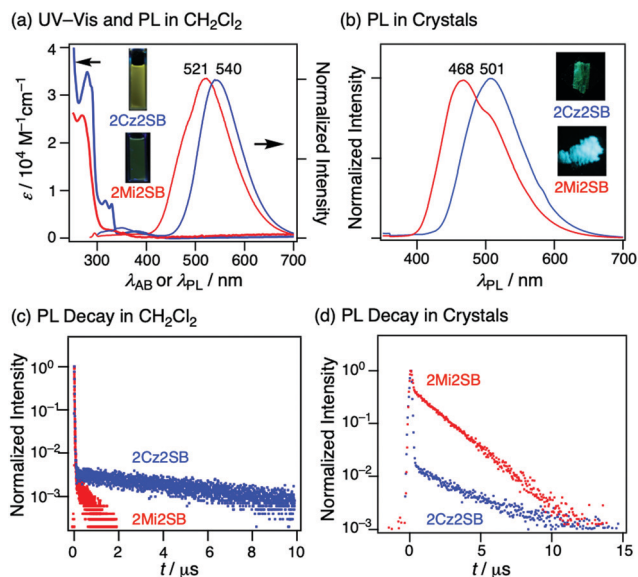 (a) UV–Vis and PL in CH₂Cl₂
4
3
2
1
0
ε / 10⁴ M⁻¹cm⁻¹
2Cz2SB
2Mi2SB
521 540
Normalized Intensity
300 400 500 600 700
λAB or λPL / nm
(b) PL in Crystals
Normalized Intensity
468 501
2Cz2SB
2Mi2SB
400 500 600 700
λPL / nm
(c) PL Decay in CH₂Cl₂
Normalized Intensity
10⁰
10⁻¹
10⁻²
10⁻³
2Cz2SB
2Mi2SB
0 2 4 6 8 10
t / μs
(d) PL Decay in Crystals
Normalized Intensity
10⁰
10⁻¹
10⁻²
10⁻³
2Mi2SB
2Cz2SB
0 5 10 15
t / μs